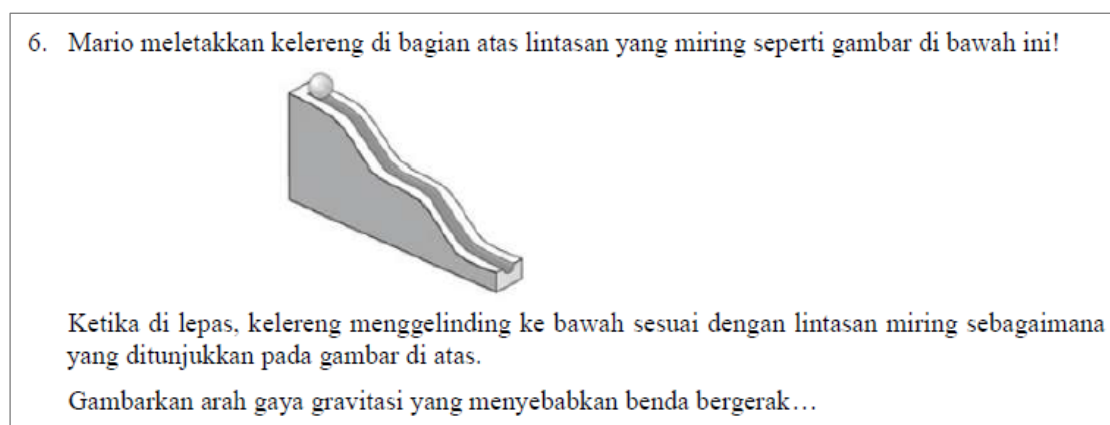 6. Mario meletakkan kelereng di bagian atas lintasan yang miring seperti gambar di bawah ini!
Ketika di lepas, kelereng menggelinding ke bawah sesuai dengan lintasan miring sebagaimana
yang ditunjukkan pada gambar di atas.
Gambarkan arah gaya gravitasi yang menyebabkan benda bergerak…